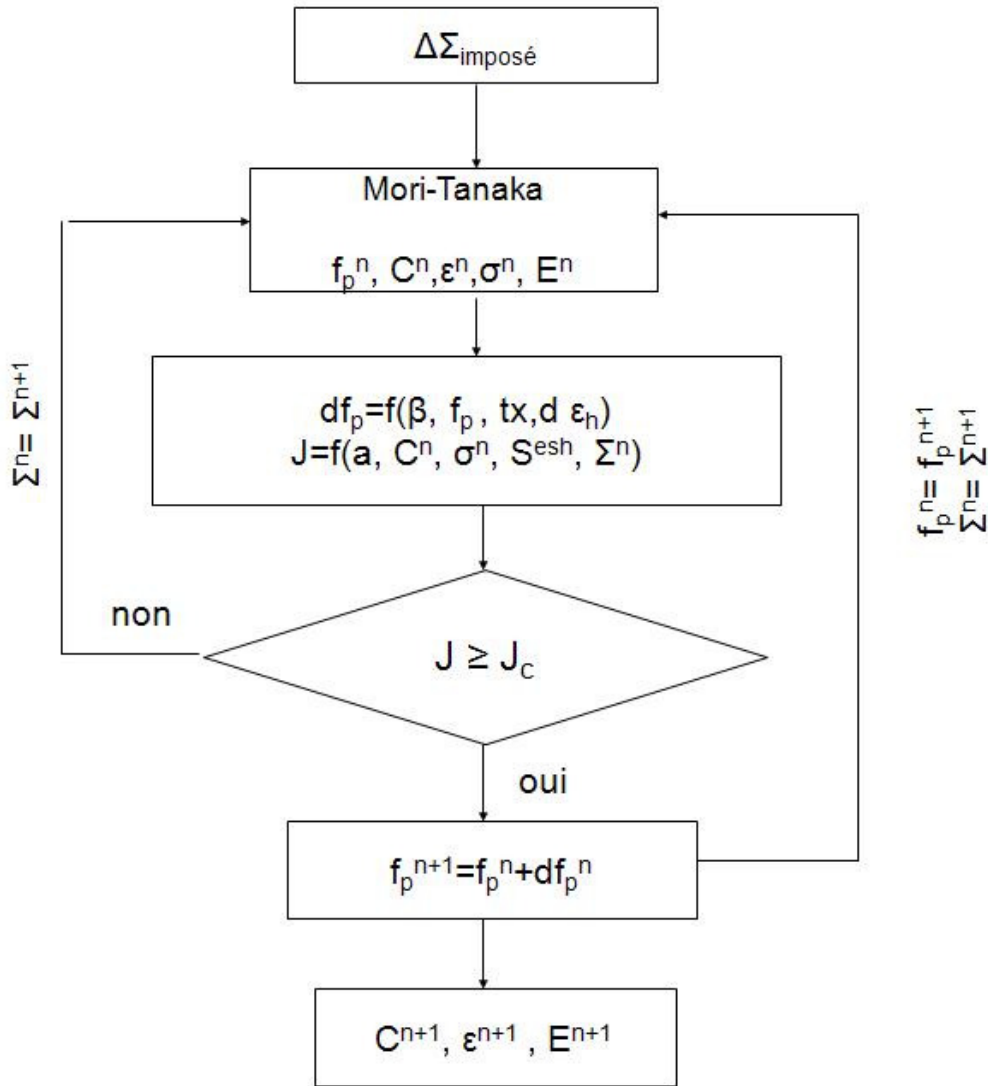 ΔΣimposé
Mori-Tanaka
fpⁿ, Cⁿ,εⁿ,σⁿ, Eⁿ
dfp=f(β, fp , tx,d εh)
J=f(a, Cⁿ, σⁿ, Sᵉˢʰ, Σⁿ)
Σⁿ= Σⁿ⁺¹
fpⁿ= fpⁿ⁺¹
Σⁿ= Σⁿ⁺¹
non
J ≥ Jc
oui
fpⁿ⁺¹=fpⁿ+dfpⁿ
Cⁿ⁺¹, εⁿ⁺¹ , Eⁿ⁺¹